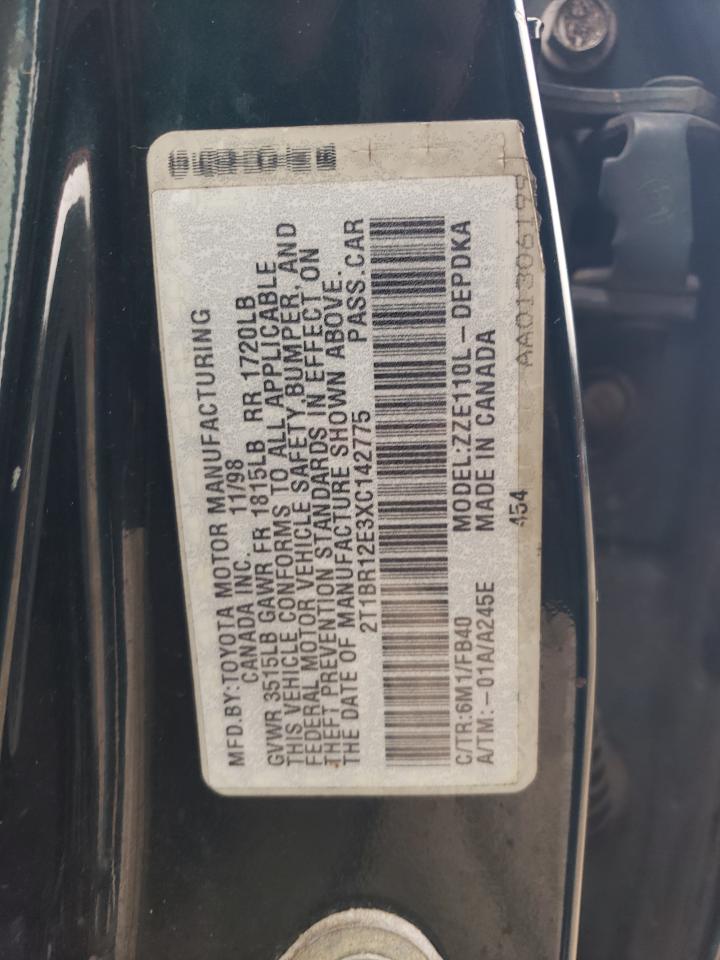 MFD.BY:TOYOTA MOTOR MANUFACTURING
CANADA INC. 11/98
GVWR 3515LB GAWR FR 1815LB RR 1720LB
THIS VEHICLE CONFORMS TO ALL APPLICABLE
FEDERAL MOTOR VEHICLE SAFETY,BUMPER, AND
THEFT PREVENTION STANDARDS IN EFFECT ON
THE DATE OF MANUFACTURE SHOWN ABOVE.
2T1BR12E3XC142775 PASS.CAR
C/TR:6M1/FB40 MODEL:ZZE110L-DEPDKA
A/TM:-01A/A245E MADE IN CANADA
454